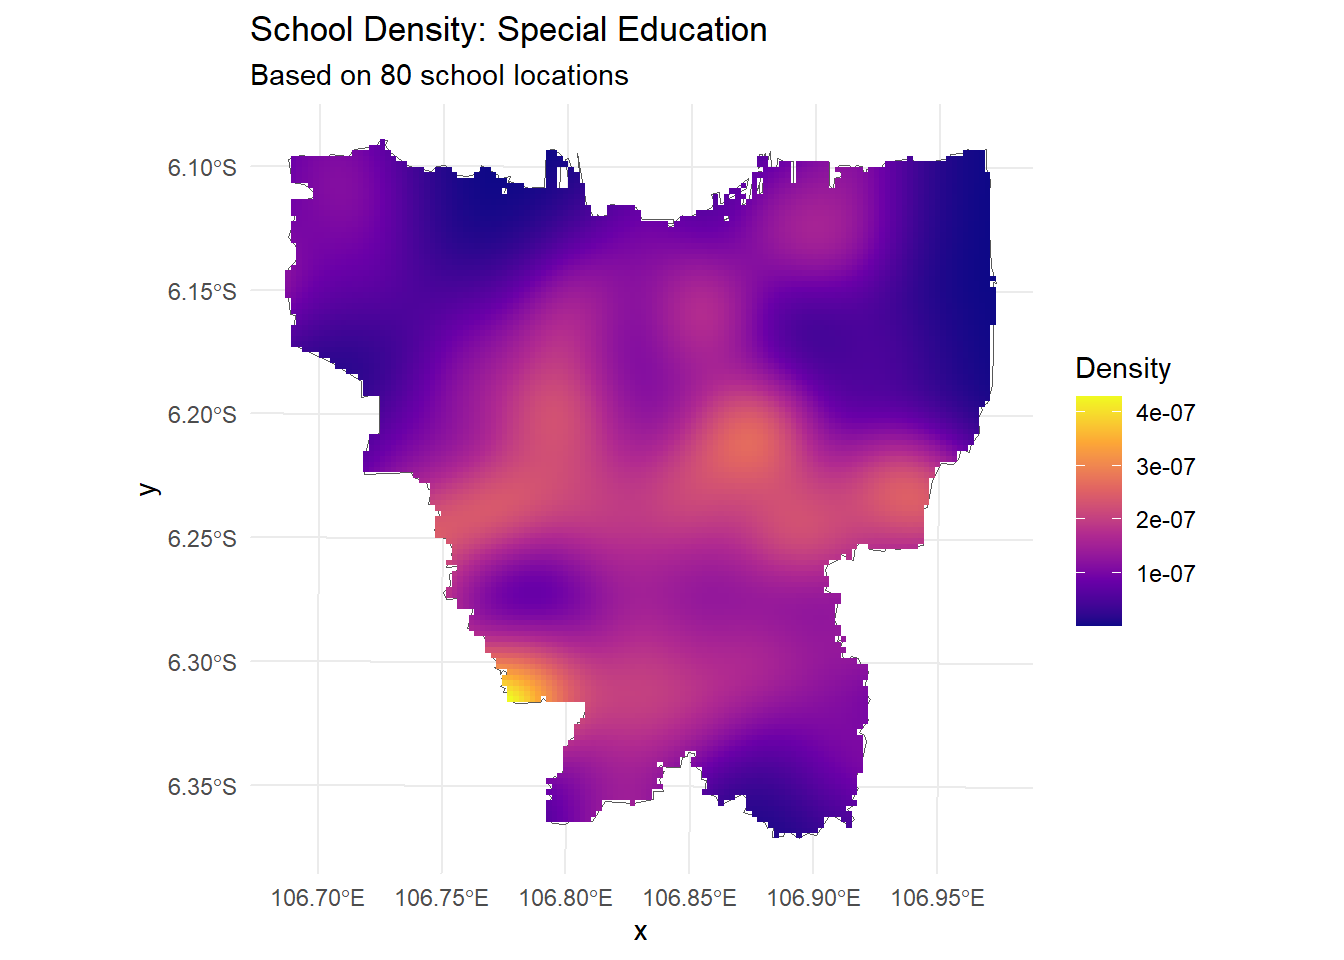 School Density: Special Education
Based on 80 school locations
6.10°S
6.15°S
6.20°S
6.25°S
6.30°S
6.35°S
y
106.70°E
106.75°E
106.80°E
106.85°E
106.90°E
106.95°E
x
Density
4e-07
3e-07
2e-07
1e-07